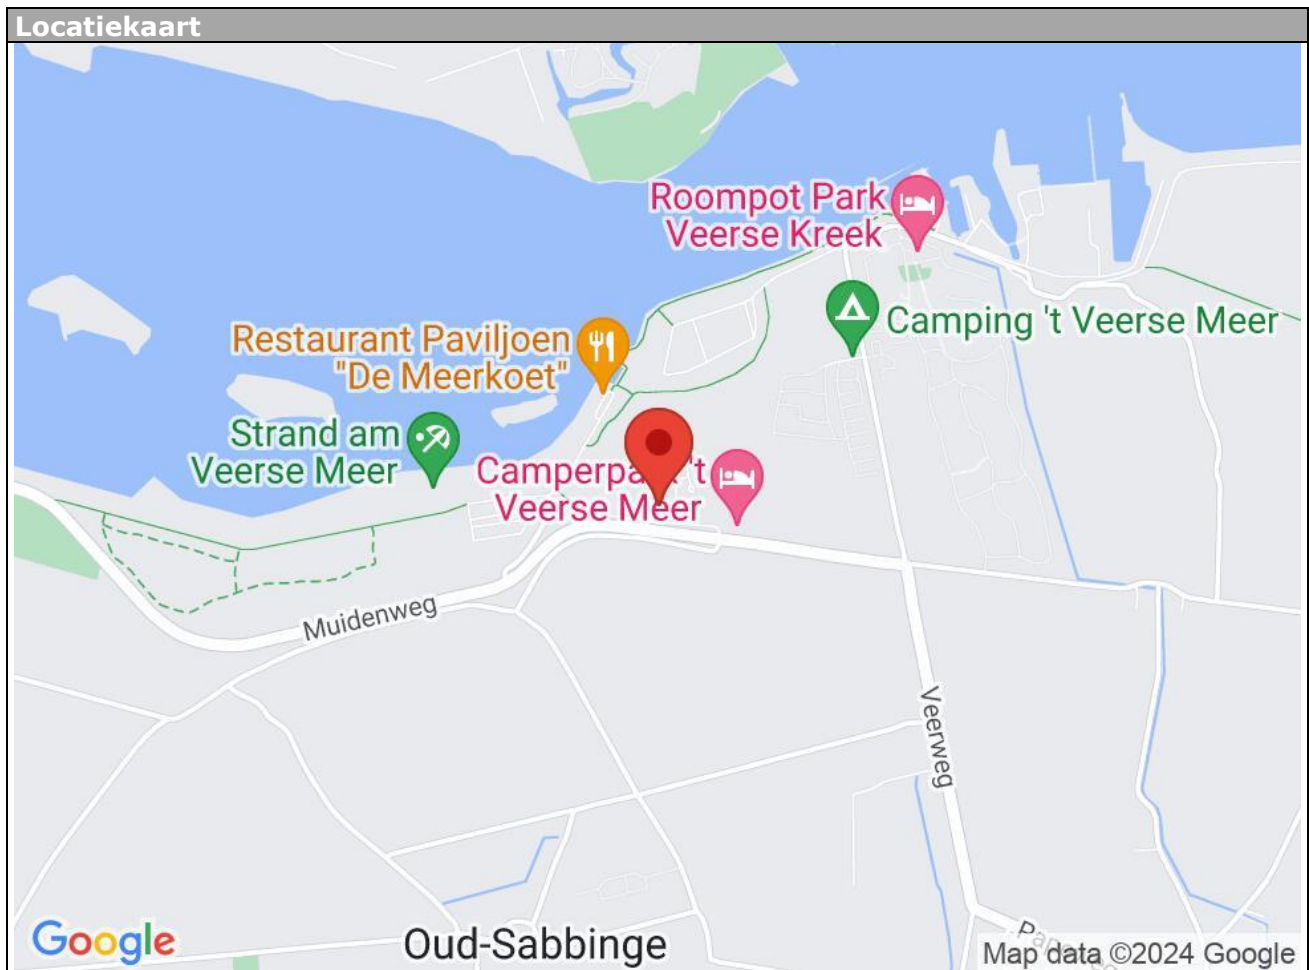 Locatiekaart
Roompot Park
Veerse Kreek
Camping 't Veerse Meer
Restaurant Paviljoen
"De Meerkoet"
Strand am
Veerse Meer
't
Veerse Meer
Muidenweg
Veerweg
Oud-Sabbinge
Google
Map data ©2024 Google